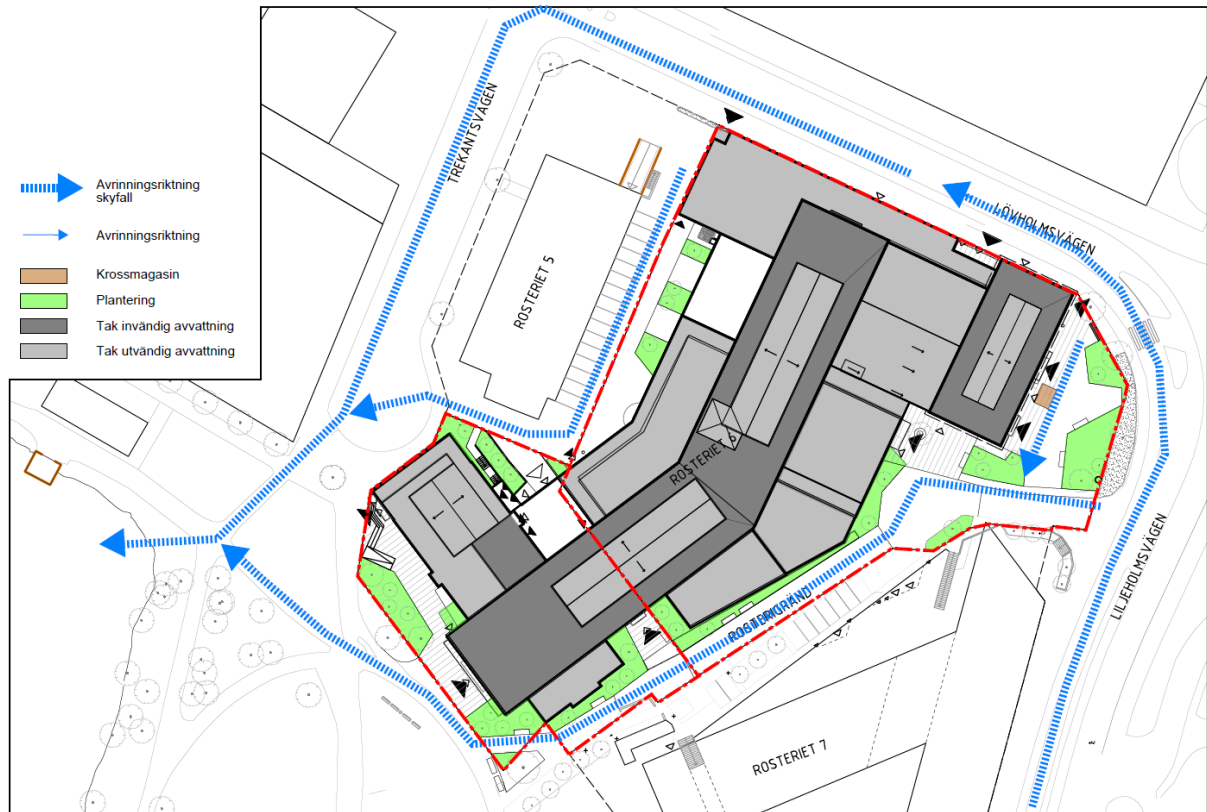 Avrinningsriktning
skyfall
Avrinningsriktning
Krossmagasin
Plantering
Tak invändig avvattning
Tak utvändig avvattning
TREKANTSVÄGEN
LÖVHOLMSVÄGEN
ROSTERIET 5
ROSTERIET 6
ROSTERIGRÄND
LILJEHOLMSVÄGEN
ROSTERIET 7